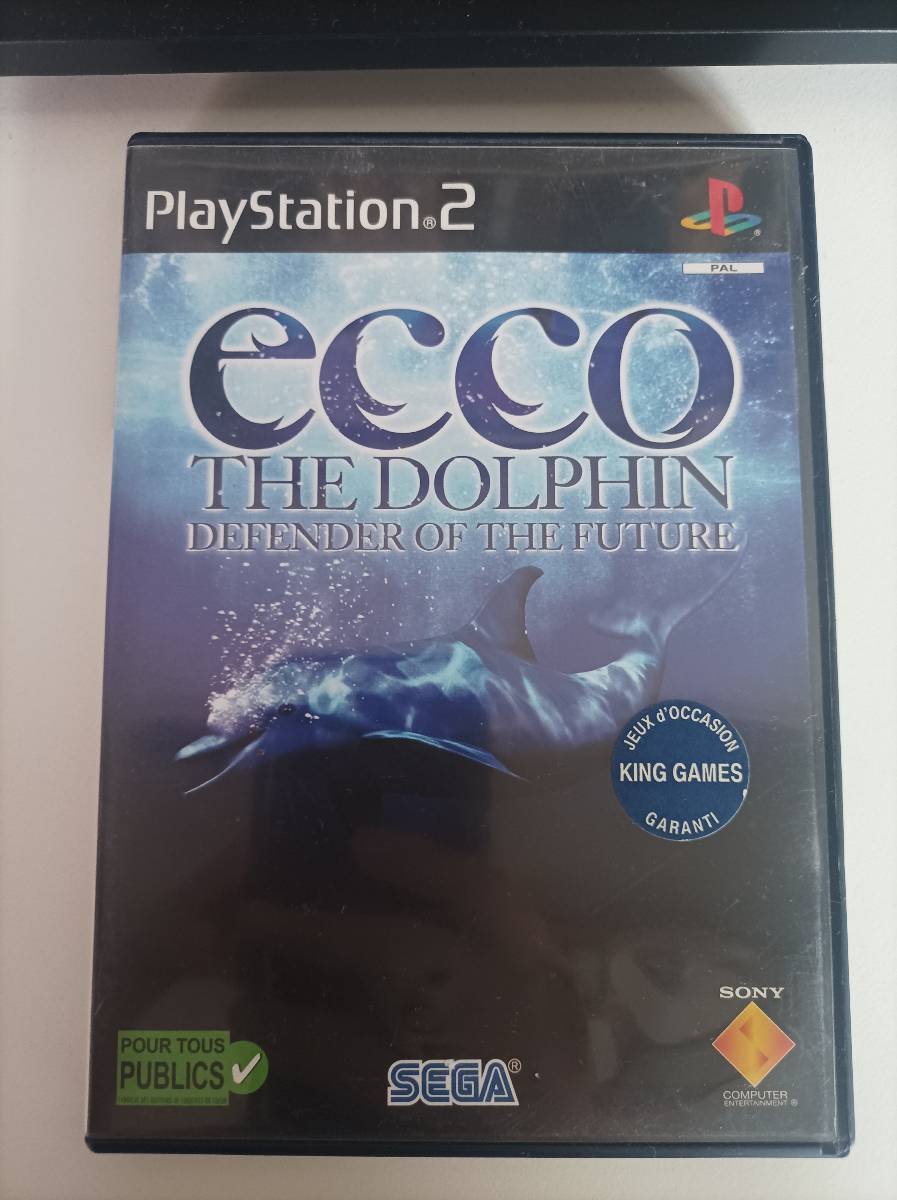 PlayStation®2
PAL
ecco
THE DOLPHIN
DEFENDER OF THE FUTURE
JEUX d'OCCASION
KING GAMES
GARANTI
SONY
POUR TOUS
PUBLICS
SEGA®
COMPUTER
ENTERTAINMENT ®